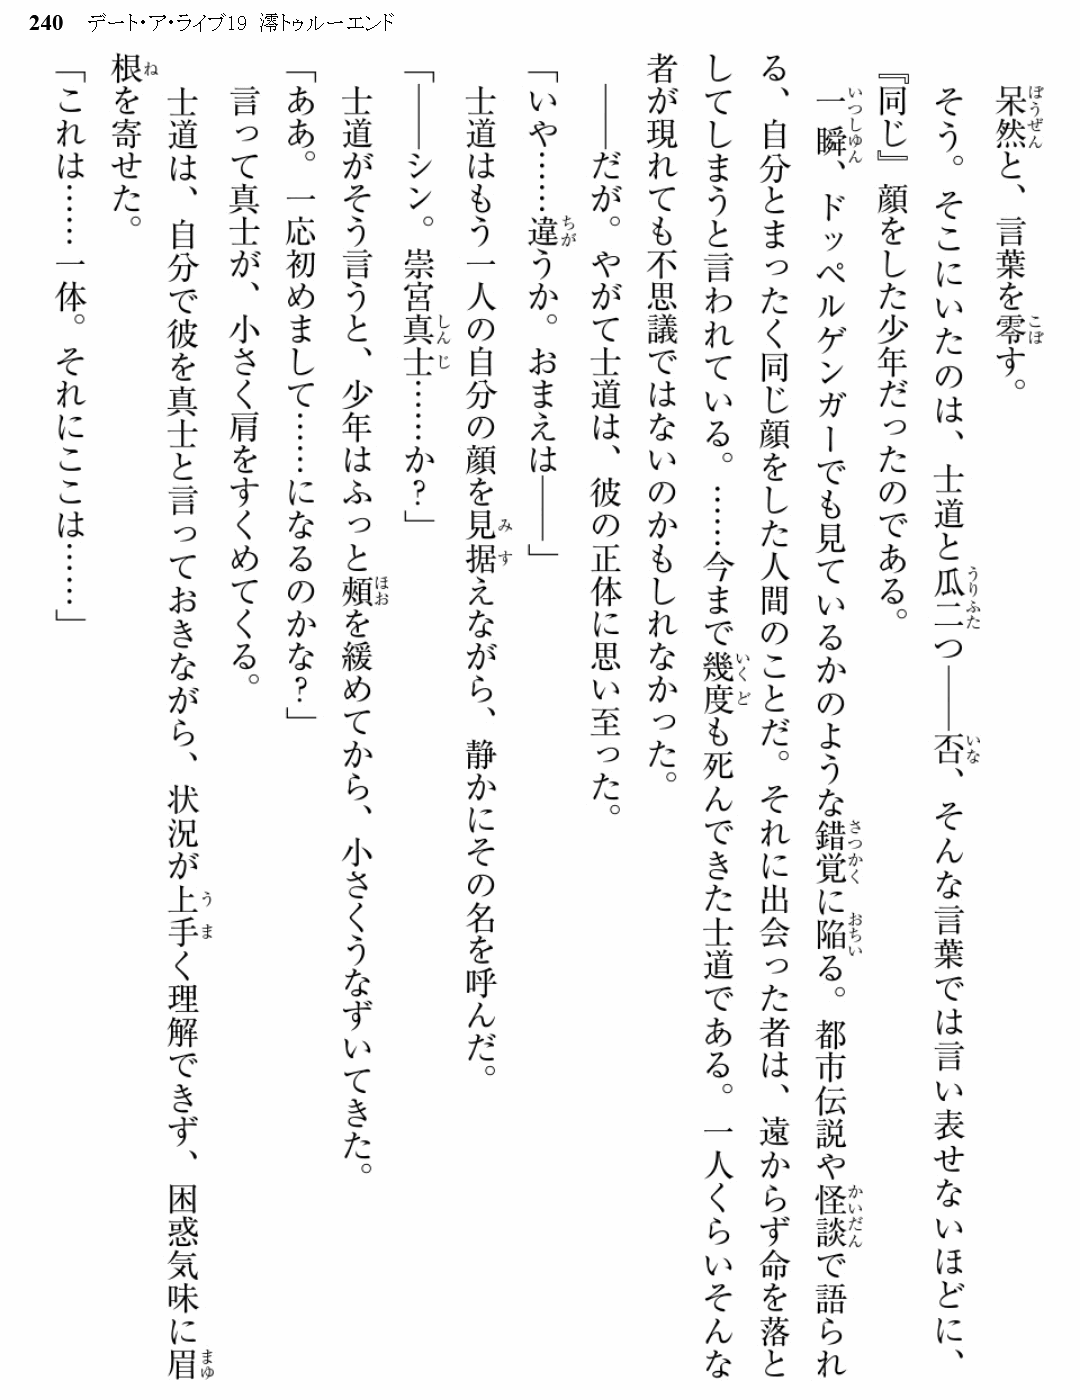 240 デート・ア・ライブ19 澪トゥルーエンド
呆然と、言葉を零す。
そう。そこにいたのは、士道と瓜二つ――否、そんな言葉では言い表せないほどに、
『同じ』顔をした少年だったのである。
一瞬、ドッペルゲンガーでも見ているかのような錯覚に陥る。都市伝説や怪談で語られ
る、自分とまったく同じ顔をした人間のことだ。それに出会った者は、遠からず命を落と
してしまうと言われている。……今まで幾度も死んできた士道である。一人くらいそんな
者が現れても不思議ではないのかもしれなかった。
――だが。やがて士道は、彼の正体に思い至った。
「いや……違うか。おまえは――」
士道はもう一人の自分の顔を見据えながら、静かにその名を呼んだ。
「――シン。崇宮真士……か?」
士道がそう言うと、少年はふっと頰を緩めてから、小さくうなずいてきた。
「ああ。一応初めまして……になるのかな?」
言って真士が、小さく肩をすくめてくる。
士道は、自分で彼を真士と言っておきながら、状況が上手く理解できず、困惑気味に眉
根を寄せた。
「これは……一体。それにここは……」